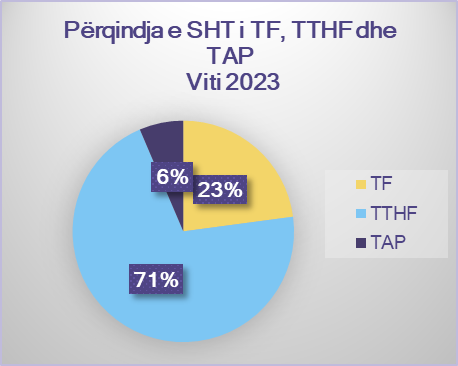 Përqindja e SHT i TF, TTHF dhe
TAP
Viti 2023
6%
23%
71%
TF
TTHF
TAP